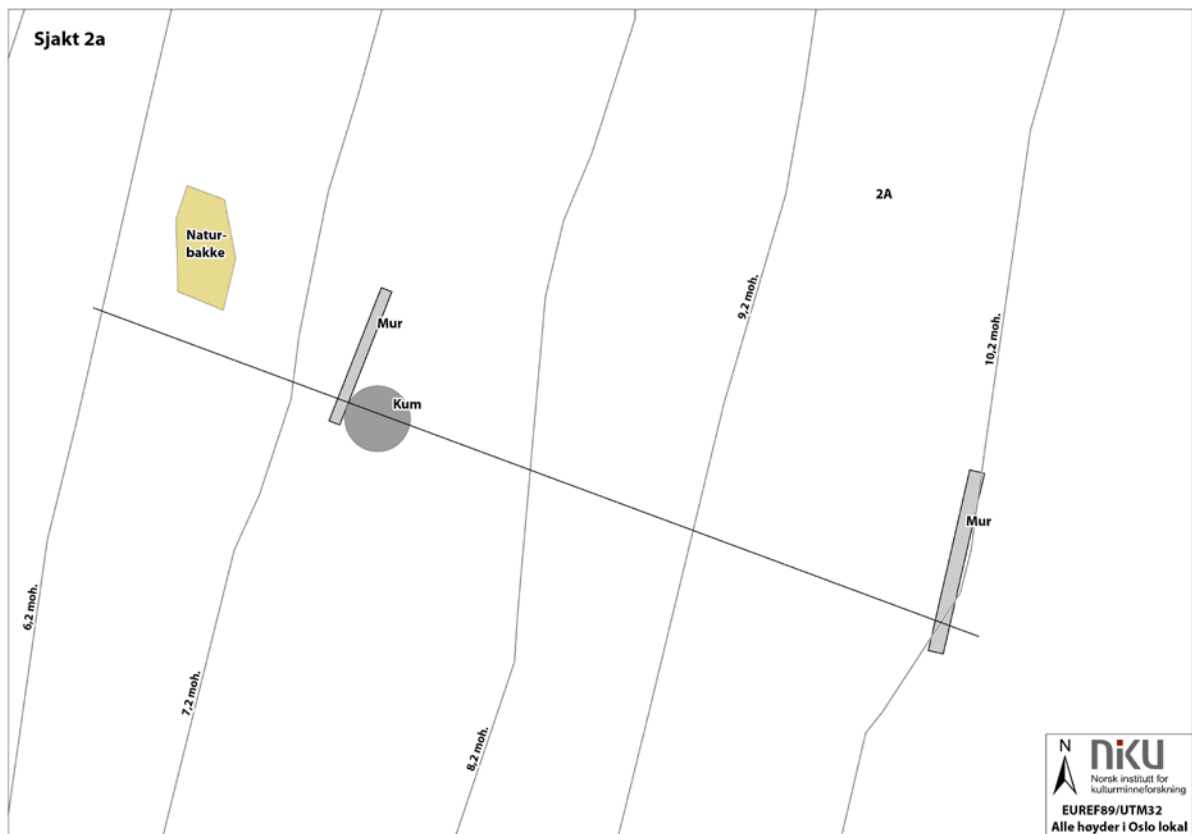 Sjakt 2a
2A
Natur-
bakke
9,2 moh.
Mur
10,2 moh.
Kum
Mur
6,2 moh.
7,2 moh.
8,2 moh.
N
NIKU
Norsk institutt for
kulturminneforskning
EUREF89/UTM32
Alle høyder i Oslo lokal